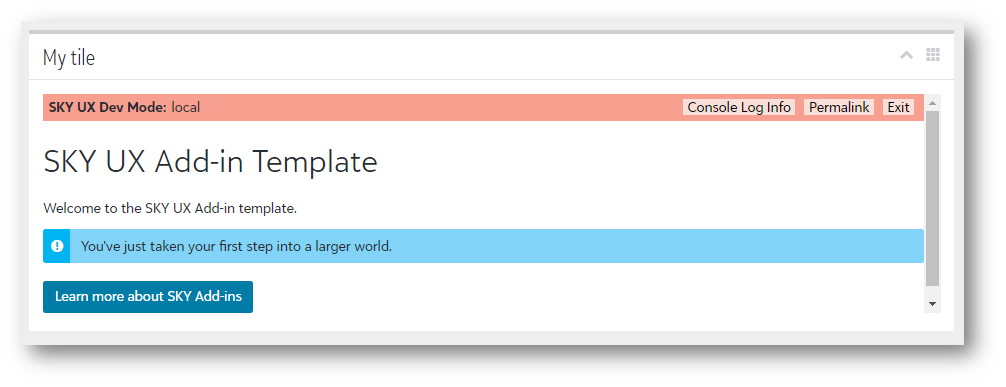 My tile
SKY UX Dev Mode: local Console Log Info Permalink Exit
SKY UX Add-in Template
Welcome to the SKY UX Add-in template.
You've just taken your first step into a larger world.
Learn more about SKY Add-ins